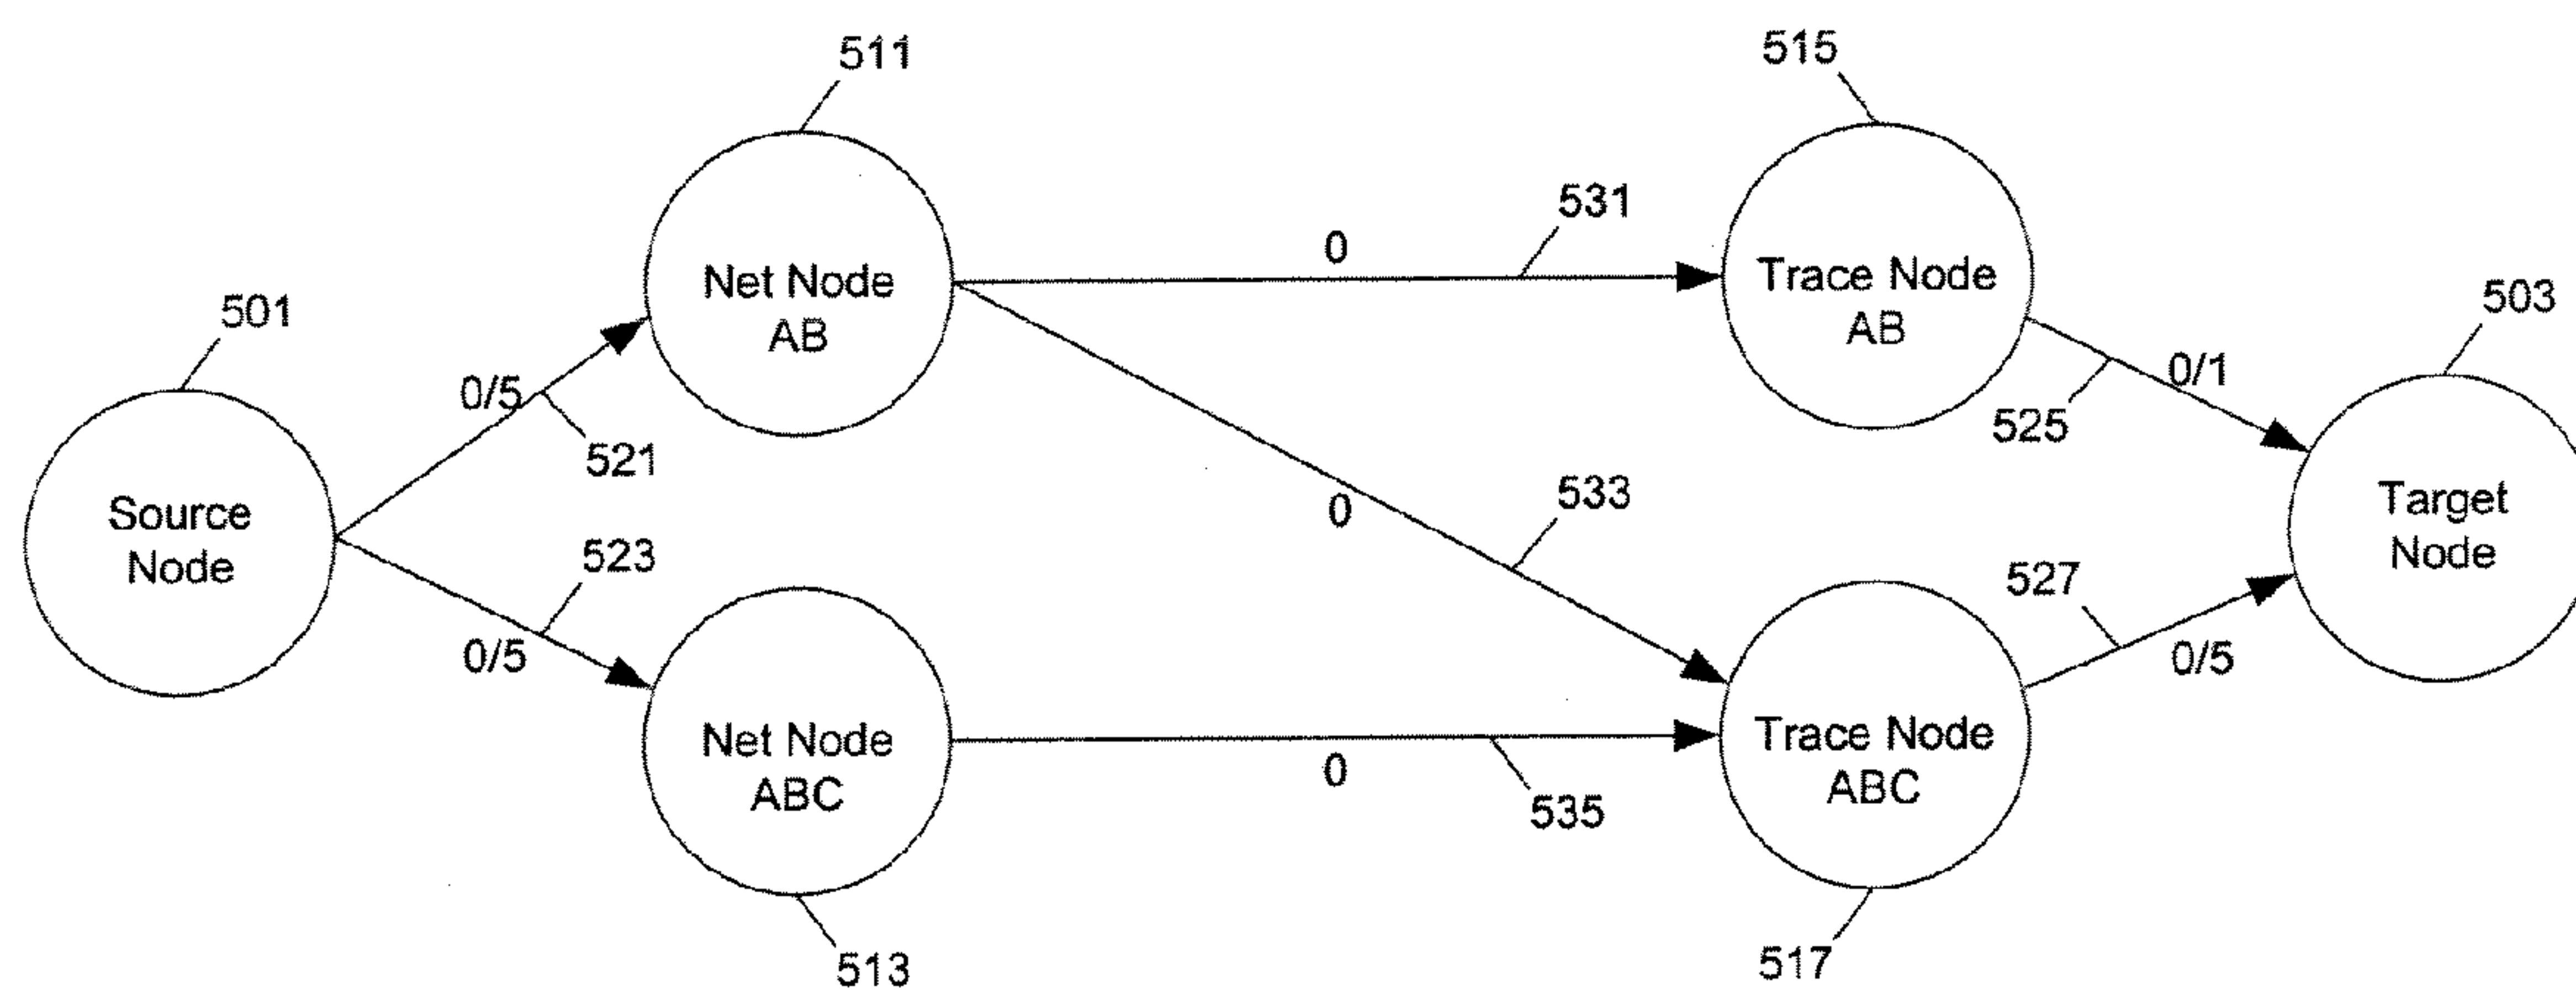 511
515
501
Net Node
AB
0
531
Trace Node
AB
503
0/5
521
0/1
525
Source
Node
523
0/5
0
533
Target
Node
527
0/5
Net Node
ABC
0
535
Trace Node
ABC
513
517